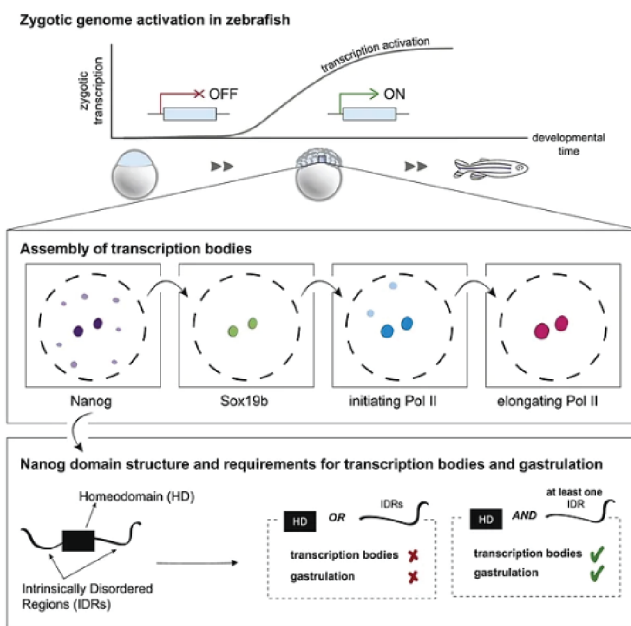 Zygotic genome activation in zebrafish
zygotic
transcription
OFF
transcription activation
ON
developmental
time
Assembly of transcription bodies
Nanog
Sox19b
initiating Pol II
elongating Pol II
Nanog domain structure and requirements for transcription bodies and gastrulation
Homeodomain (HD)
Intrinsically Disordered
Regions (IDRs)
HD OR IDRs
transcription bodies ✘
gastrulation ✘
HD AND at least one
IDR
transcription bodies ✓
gastrulation ✓